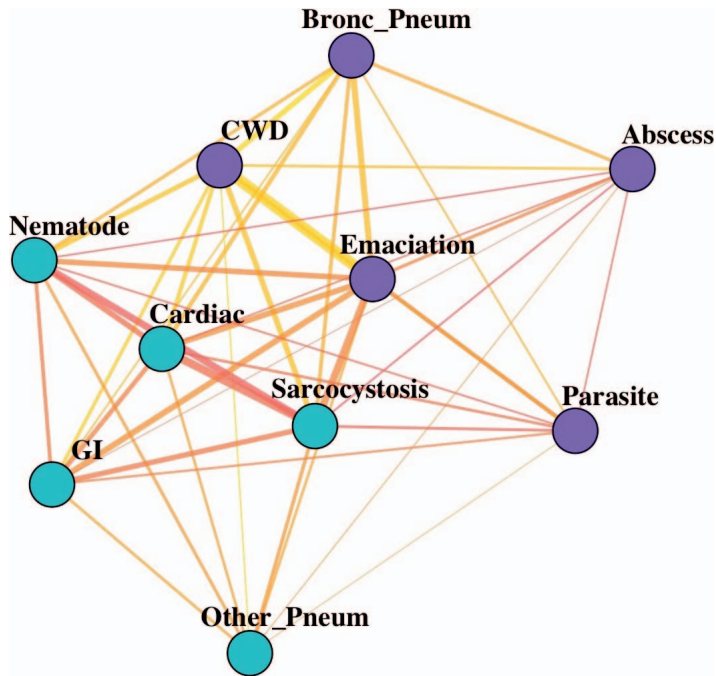 Bronc_Pneum
CWD
Abscess
Nematode
Emaciation
Cardiac
Sarcocystosis
Parasite
GI
Other_Pneum